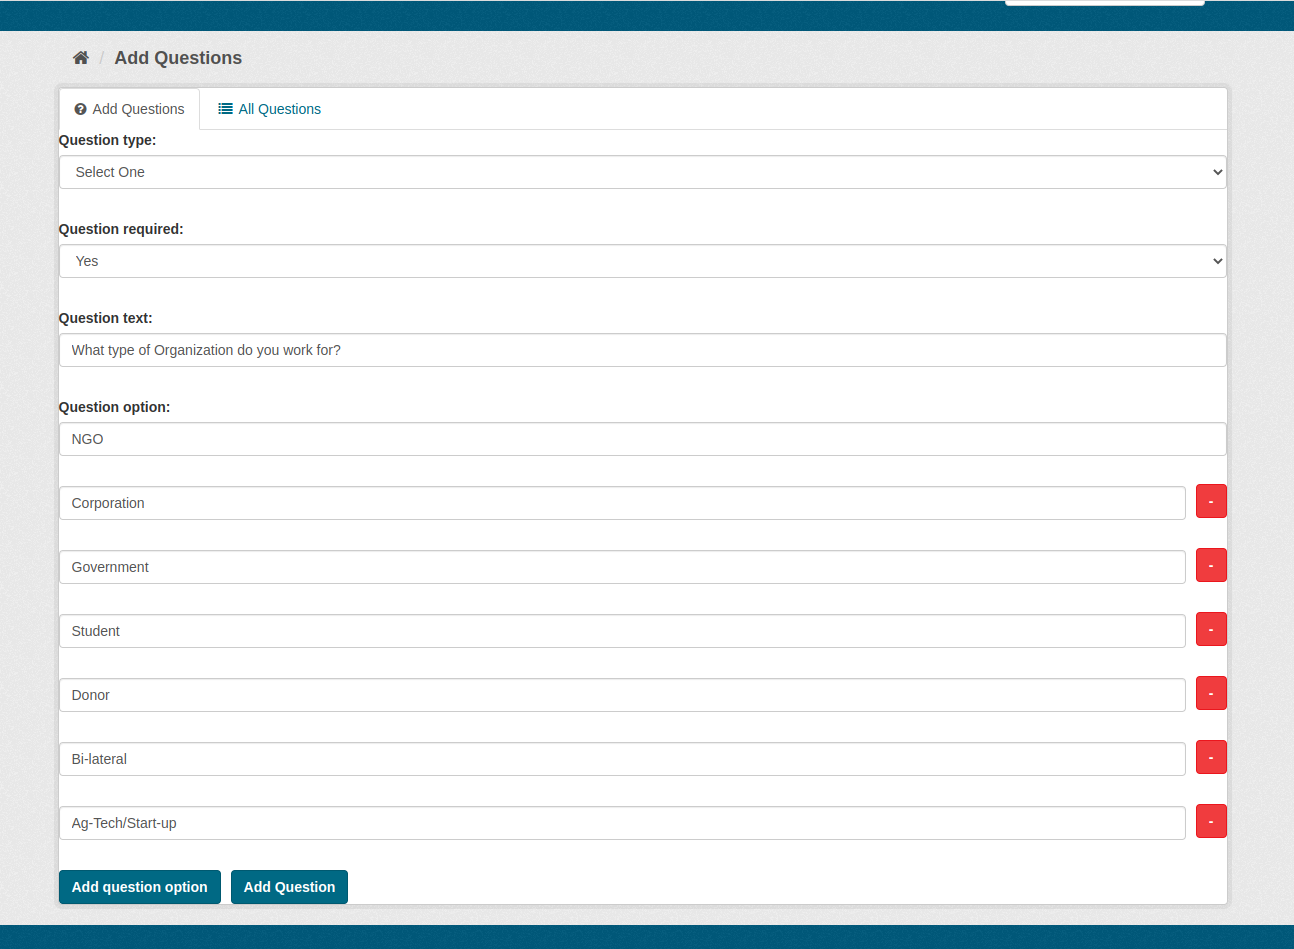 / Add Questions
Add Questions All Questions
Question type:
Select One
Question required:
Yes
Question text:
What type of Organization do you work for?
Question option:
NGO
Corporation -
Government -
Student -
Donor -
Bi-lateral -
Ag-Tech/Start-up -
Add question option Add Question